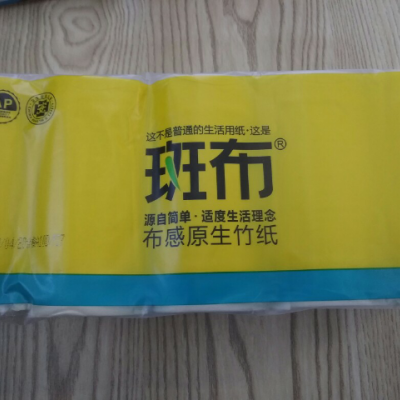 这不是普通的生活用纸·这是
斑布®
源自简单·适度生活理念
布感原生竹纸